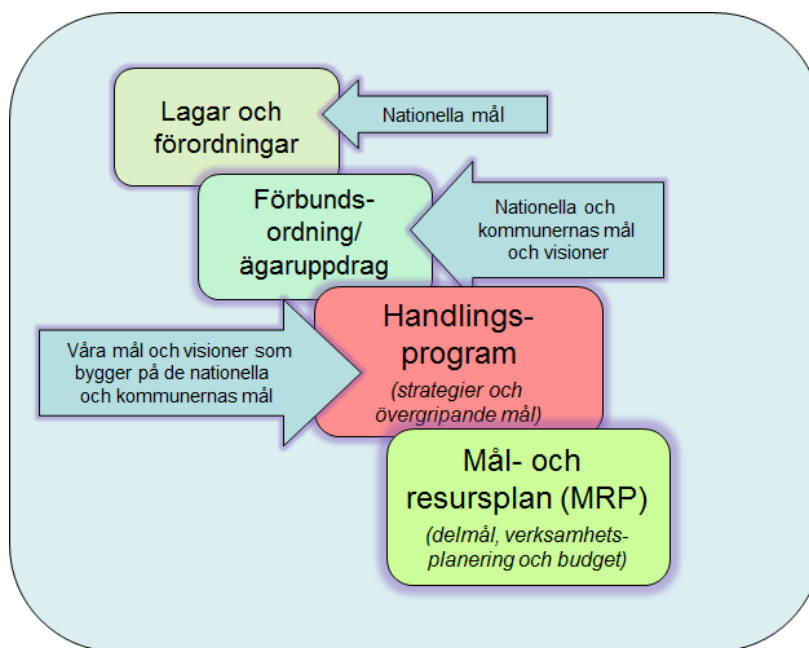 Lagar och
förordningar
Nationella mål
Förbunds-
ordning/
ägaruppdrag
Nationella och
kommunernas mål
och visioner
Handlings-
program
(strategier och
övergripande mål)
Våra mål och visioner som
bygger på de nationella
och kommunernas mål
Mål- och
resursplan (MRP)
(delmål, verksamhets-
planering och budget)